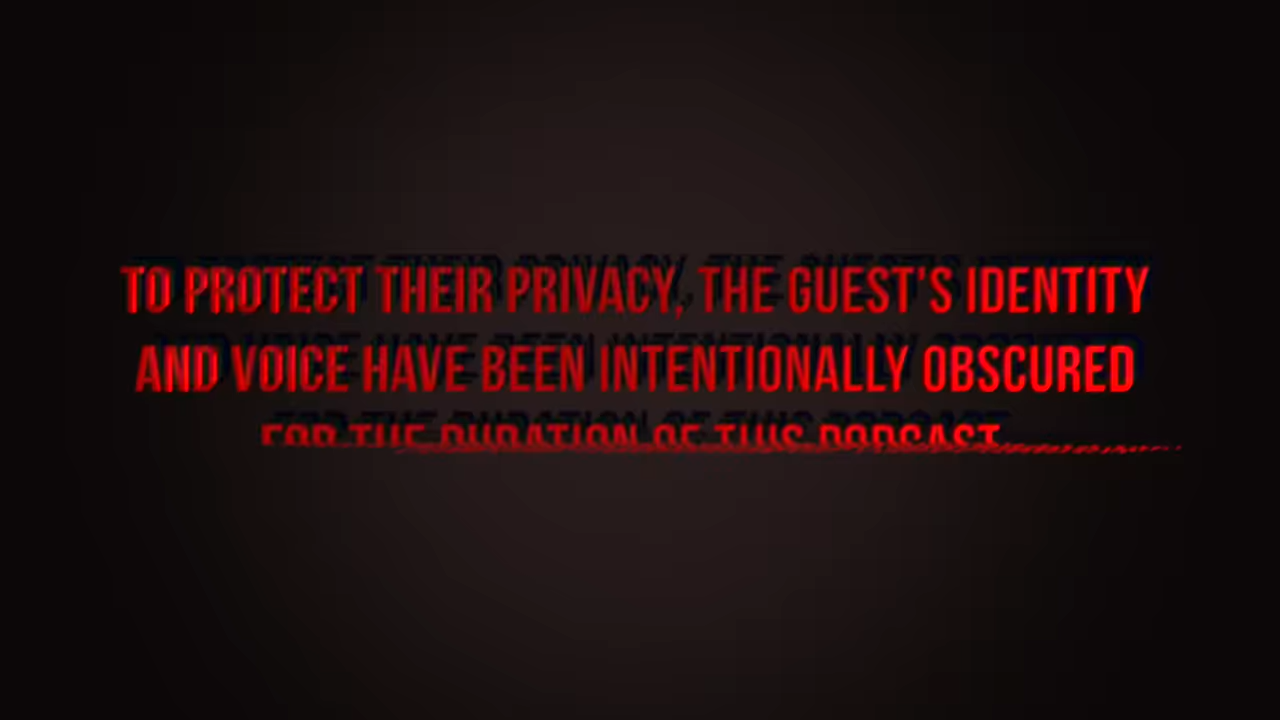 TO PROTECT THEIR PRIVACY, THE GUEST'S IDENTITY
AND VOICE HAVE BEEN INTENTIONALLY OBSCURED
FOR THE DURATION OF THIS PODCAST